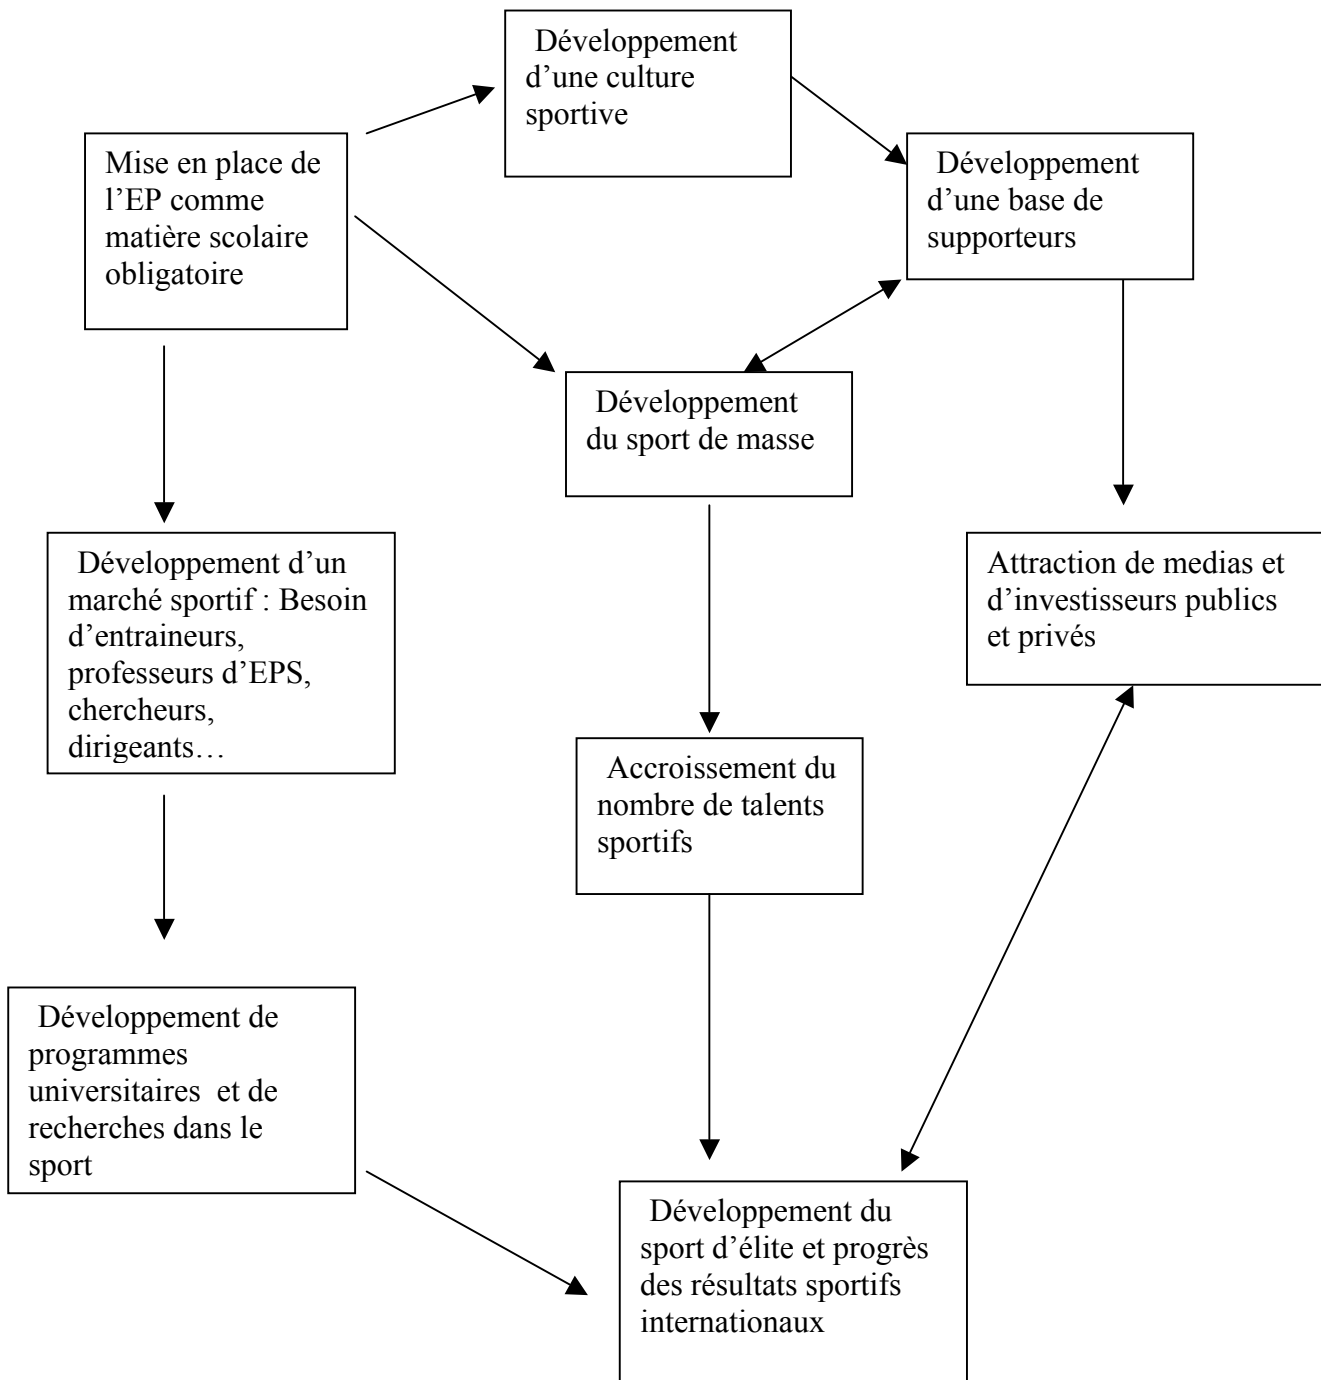 Développement
d’une culture
sportive
Mise en place de
l’EP comme
matière scolaire
obligatoire
Développement
d’une base de
supporteurs
Développement
du sport de masse
Développement d’un
marché sportif : Besoin
d’entraineurs,
professeurs d’EPS,
chercheurs,
dirigeants…
Attraction de medias et
d’investisseurs publics
et privés
Accroissement du
nombre de talents
sportifs
Développement de
programmes
universitaires  et de
recherches dans le
sport
Développement du
sport d’élite et progrès
des résultats sportifs
internationaux